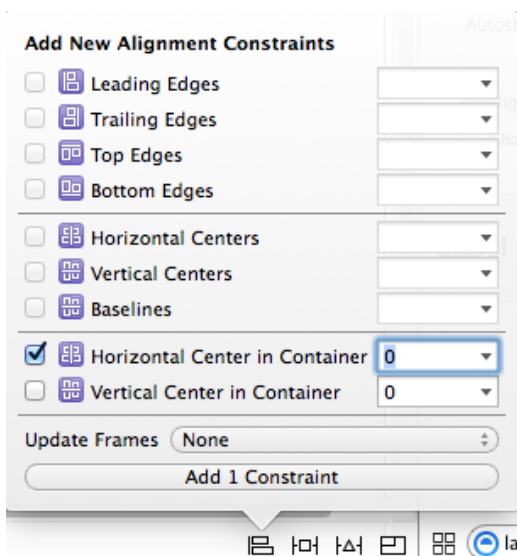 Add New Alignment Constraints
Leading Edges
Trailing Edges
Top Edges
Bottom Edges
Horizontal Centers
Vertical Centers
Baselines
Horizontal Center in Container 0
Vertical Center in Container 0
Update Frames None
Add 1 Constraint
la